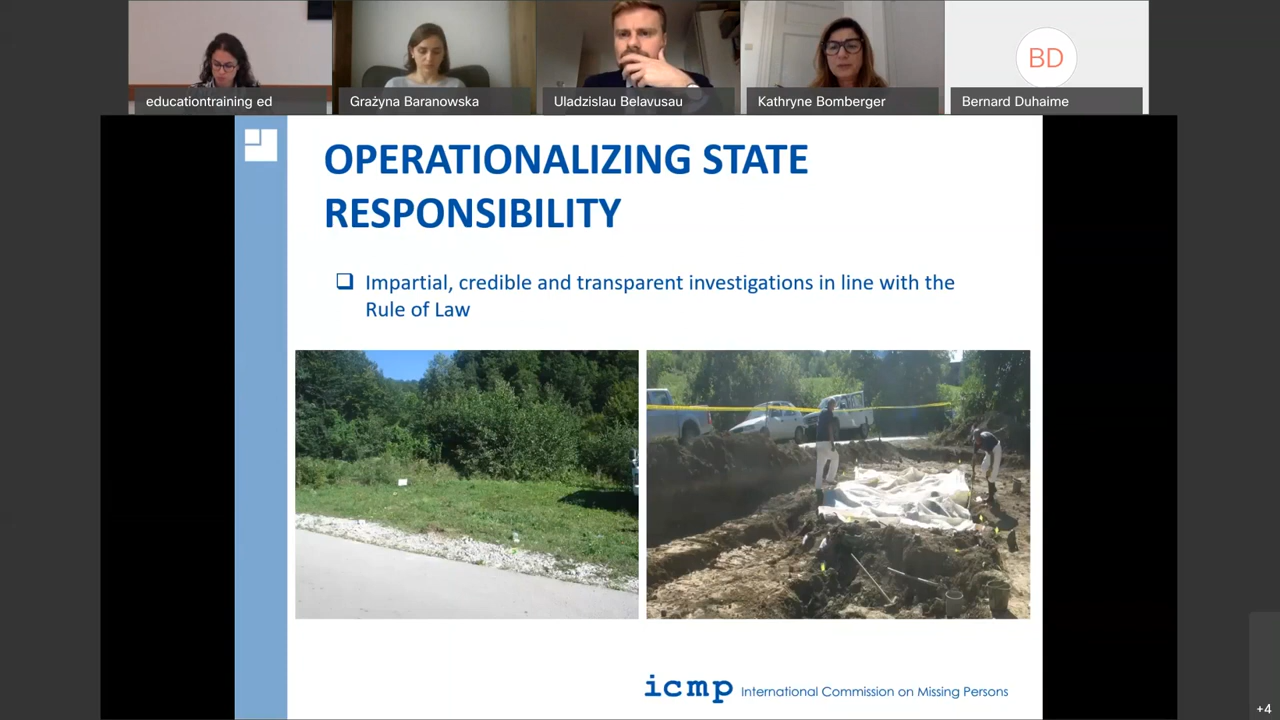 educationtraining ed
Grażyna Baranowska
Uladzislau Belavusau
Kathryne Bomberger
BD
Bernard Duhaime
OPERATIONALIZING STATE
RESPONSIBILITY
Impartial, credible and transparent investigations in line with the
Rule of Law
icmp International Commission on Missing Persons
+4